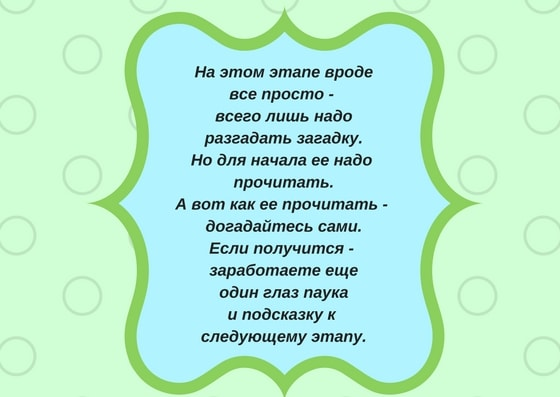 На этом этапе вроде
все просто -
всего лишь надо
разгадать загадку.
Но для начала ее надо
прочитать.
А вот как ее прочитать -
догадайтесь сами.
Если получится -
заработаете еще
один глаз паука
и подсказку к
следующему этапу.